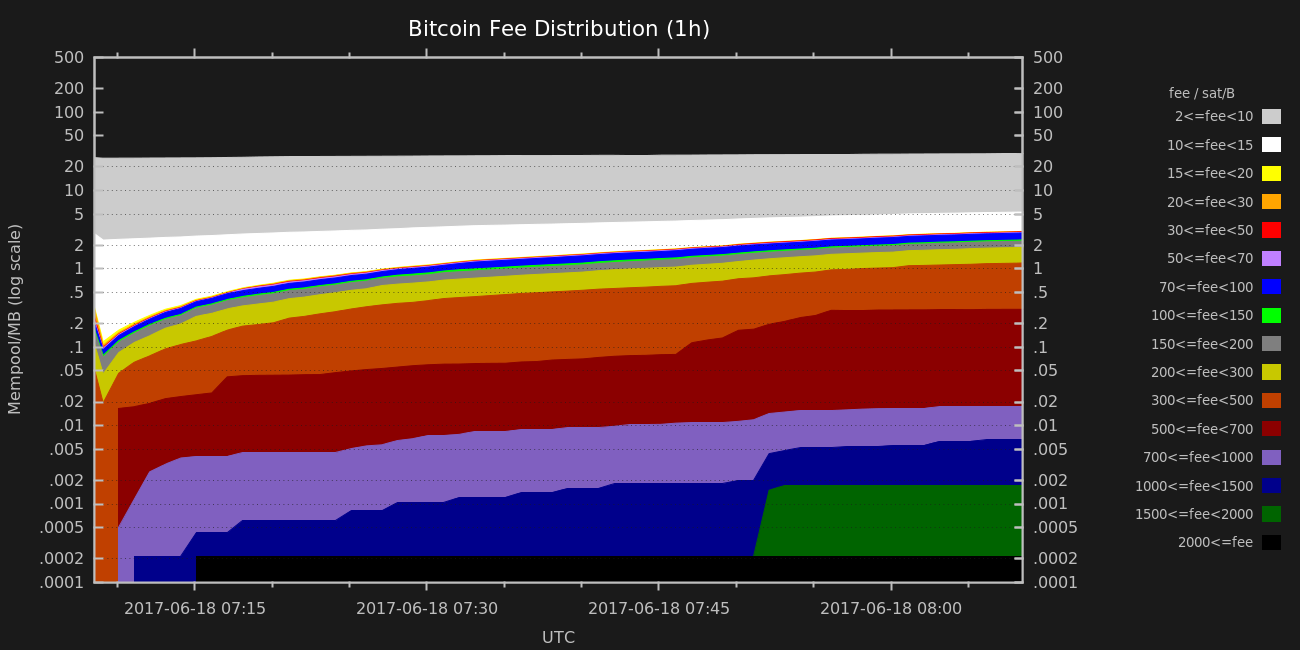 Bitcoin Fee Distribution (1h)
500 500
200 200
100 100
50 50
20 20
10 10
5 5
2 2
1 1
.5 .5
.2 .2
.1 .1
.05 .05
.02 .02
.01 .01
.005 .005
.002 .002
.001 .001
.0005 .0005
.0002 .0002
.0001 .0001
Mempool/MB (log scale)
2017-06-18 07:15 2017-06-18 07:30 2017-06-18 07:45 2017-06-18 08:00
UTC
fee / sat/B
2<=fee<10
10<=fee<15
15<=fee<20
20<=fee<30
30<=fee<50
50<=fee<70
70<=fee<100
100<=fee<150
150<=fee<200
200<=fee<300
300<=fee<500
500<=fee<700
700<=fee<1000
1000<=fee<1500
1500<=fee<2000
2000<=fee